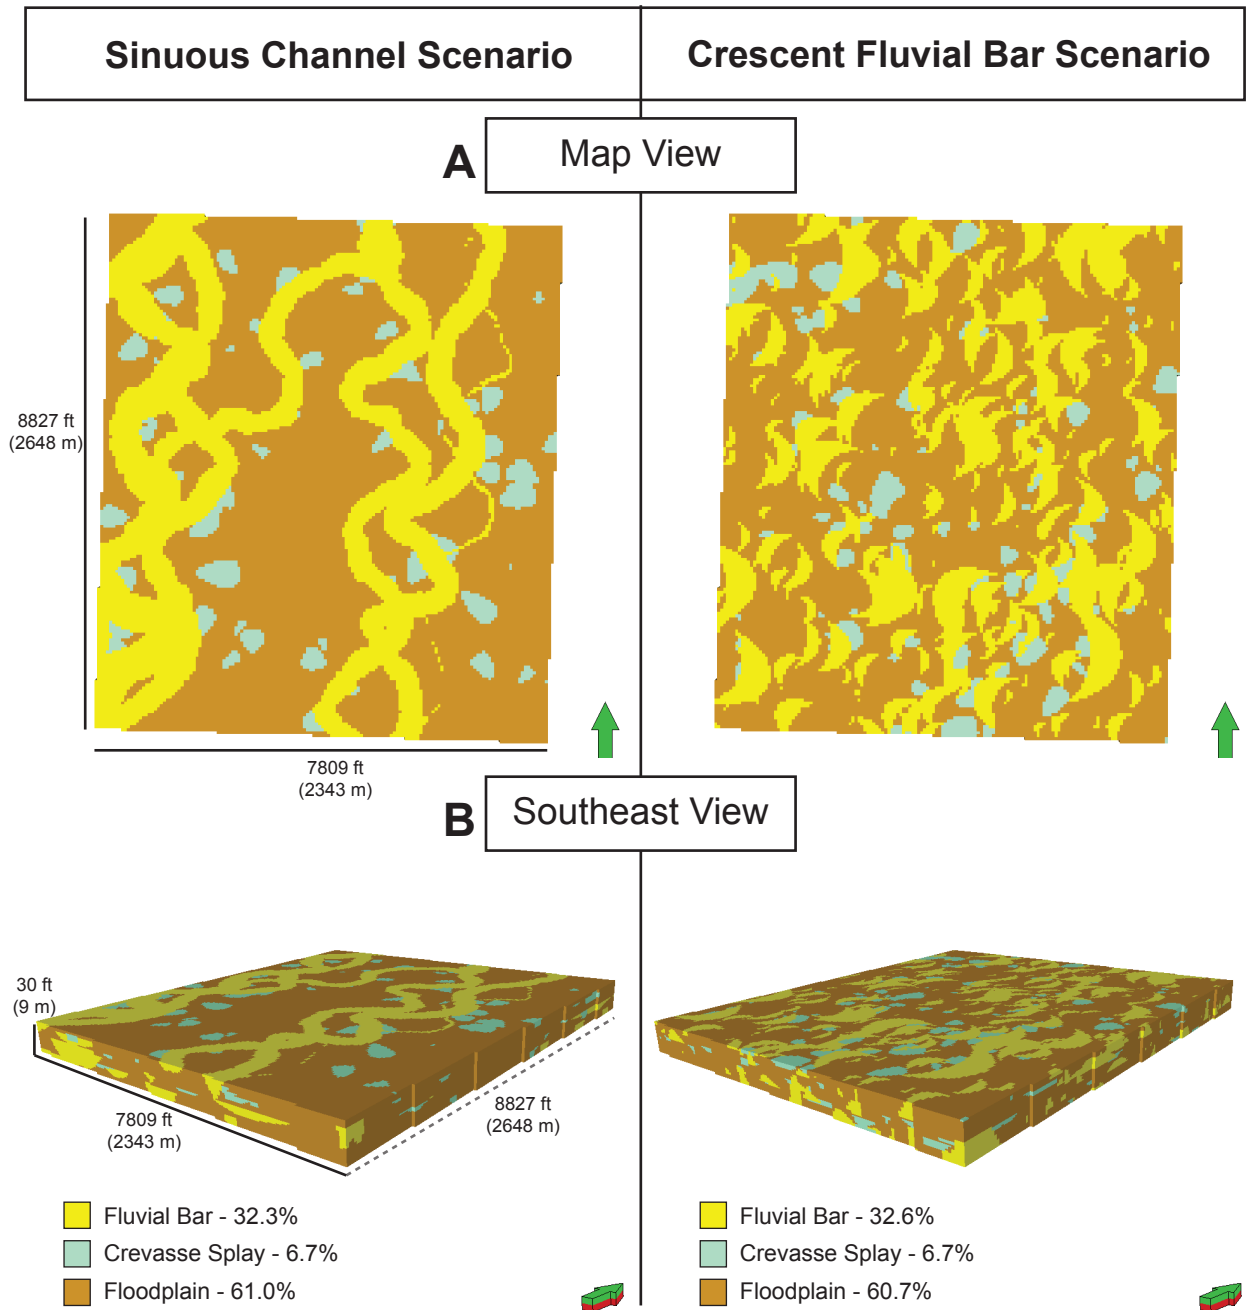 Sinuous Channel Scenario
Crescent Fluvial Bar Scenario
A
Map View
8827 ft
(2648 m)
7809 ft
(2343 m)
B
Southeast View
30 ft
(9 m)
7809 ft
(2343 m)
8827 ft
(2648 m)
Fluvial Bar - 32.3%
Crevasse Splay - 6.7%
Floodplain - 61.0%
Fluvial Bar - 32.6%
Crevasse Splay - 6.7%
Floodplain - 60.7%